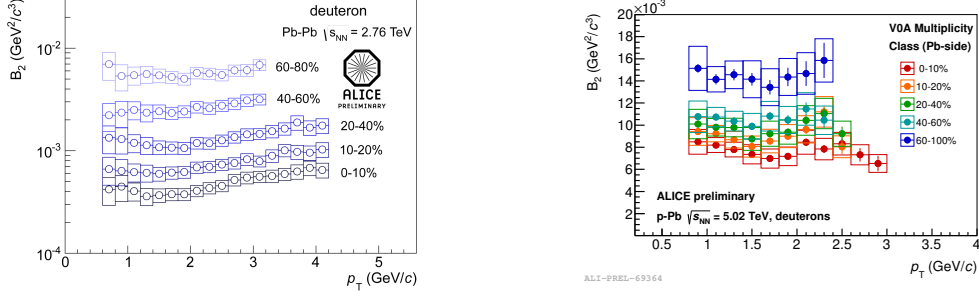 deuteron
Pb-Pb √sNN = 2.76 TeV
B2 (GeV²/c³)
10⁻²
10⁻³
10⁻⁴
60-80%
40-60%
20-40%
10-20%
0-10%
ALICE
PRELIMINARY
0 1 2 3 4 5
pT (GeV/c)
×10⁻³
B2 (GeV²/c³)
20
18
16
14
12
10
8
6
4
2
V0A Multiplicity
Class (Pb-side)
0-10%
10-20%
20-40%
40-60%
60-100%
ALICE preliminary
p-Pb √sNN = 5.02 TeV, deuterons
0.5 1 1.5 2 2.5 3 3.5 4
pT (GeV/c)
ALI-PREL-69364